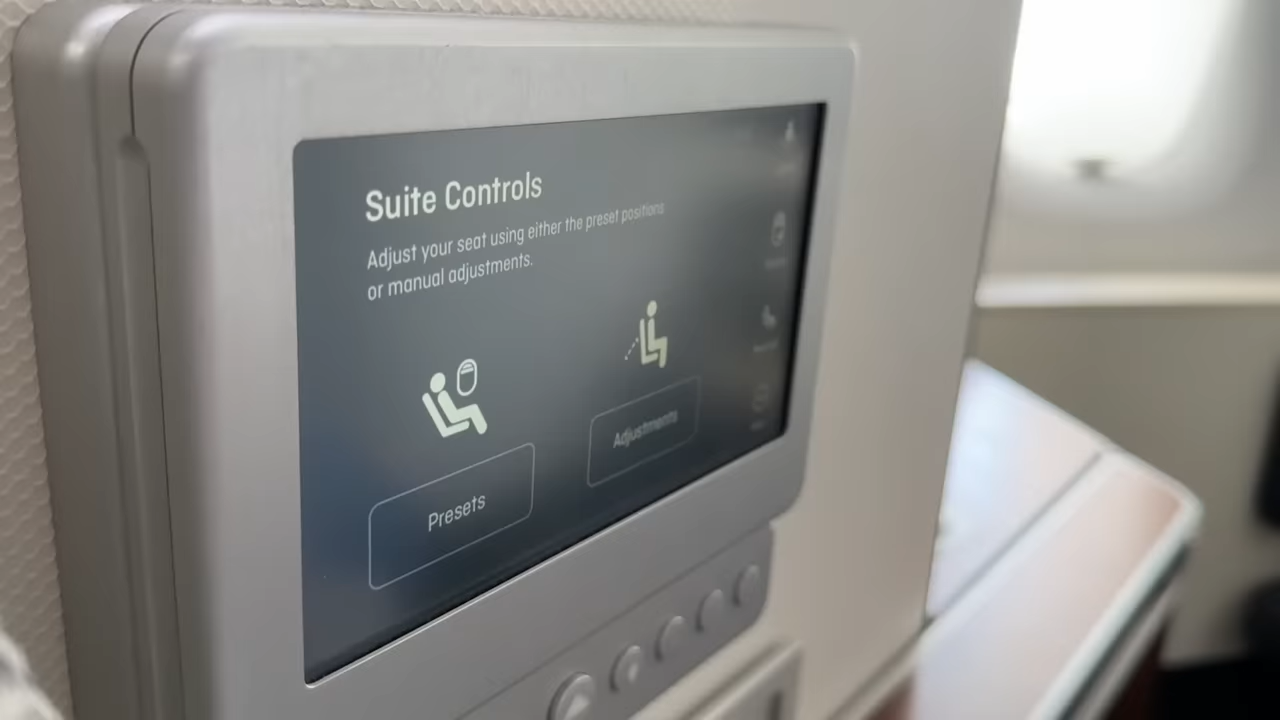 Suite Controls
Adjust your seat using either the preset positions
or manual adjustments.
Presets
Adjustments